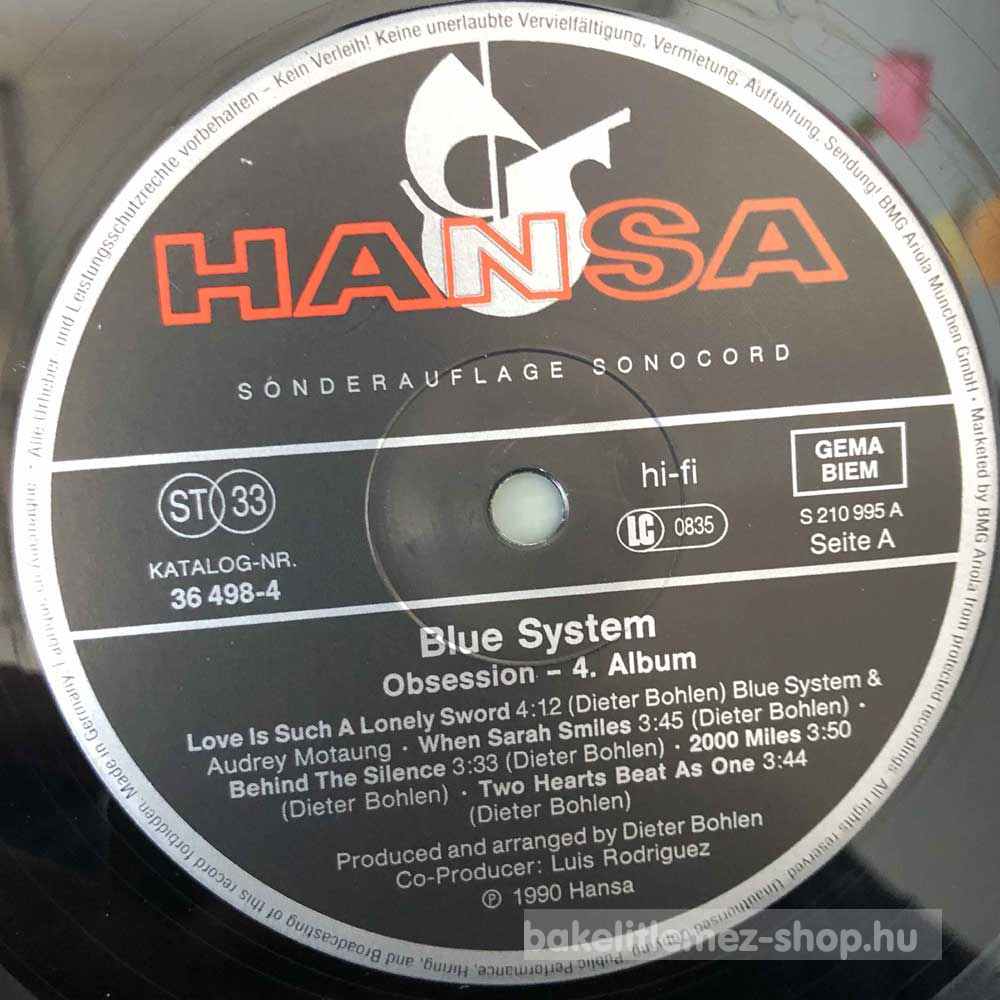 Alle Urheber- und Leistungsschutzrechte vorbehalten – Kein Verleih! Keine unerlaubte Vervielfältigung, Vermietung, Aufführung, Sendung! BMG Ariola München GmbH · Marketed by BMG Ariola from protected recordings. All rights reserved. Unauthorised Copying, Public Performance, Hiring, and Broadcasting of this record forbidden. Made in Germany.
HANSA
SONDERAUFLAGE SONOCORD
ST 33
hi-fi
GEMA
BIEM
LC 0835
S 210 995 A
KATALOG-NR.
Seite A
36 498-4
Blue System
Obsession – 4. Album
Love Is Such A Lonely Sword 4:12 (Dieter Bohlen) Blue System &
Audrey Motaung · When Sarah Smiles 3:45 (Dieter Bohlen) ·
Behind The Silence 3:33 (Dieter Bohlen) · 2000 Miles 3:50
(Dieter Bohlen) · Two Hearts Beat As One 3:44
(Dieter Bohlen)
Produced and arranged by Dieter Bohlen
Co-Producer: Luis Rodriguez
Ⓟ 1990 Hansa
bakelitlemez-shop.hu